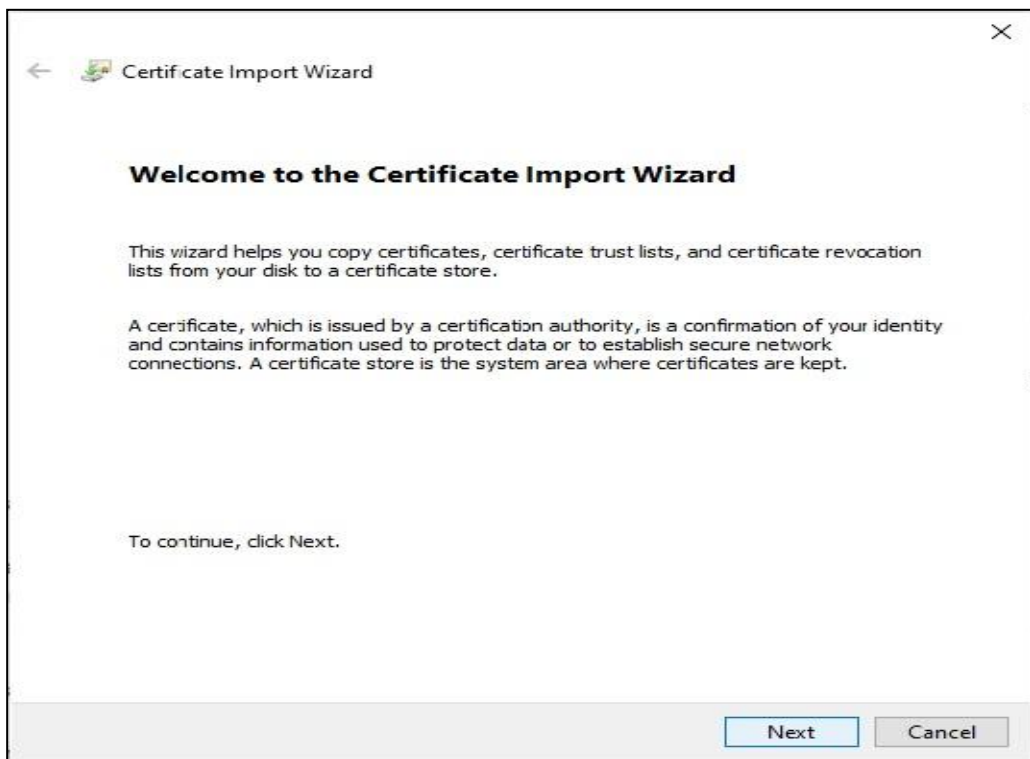 Certificate Import Wizard
Welcome to the Certificate Import Wizard
This wizard helps you copy certificates, certificate trust lists, and certificate revocation
lists from your disk to a certificate store.
A certificate, which is issued by a certification authority, is a confirmation of your identity
and contains information used to protect data or to establish secure network
connections. A certificate store is the system area where certificates are kept.
To continue, click Next.
Next Cancel